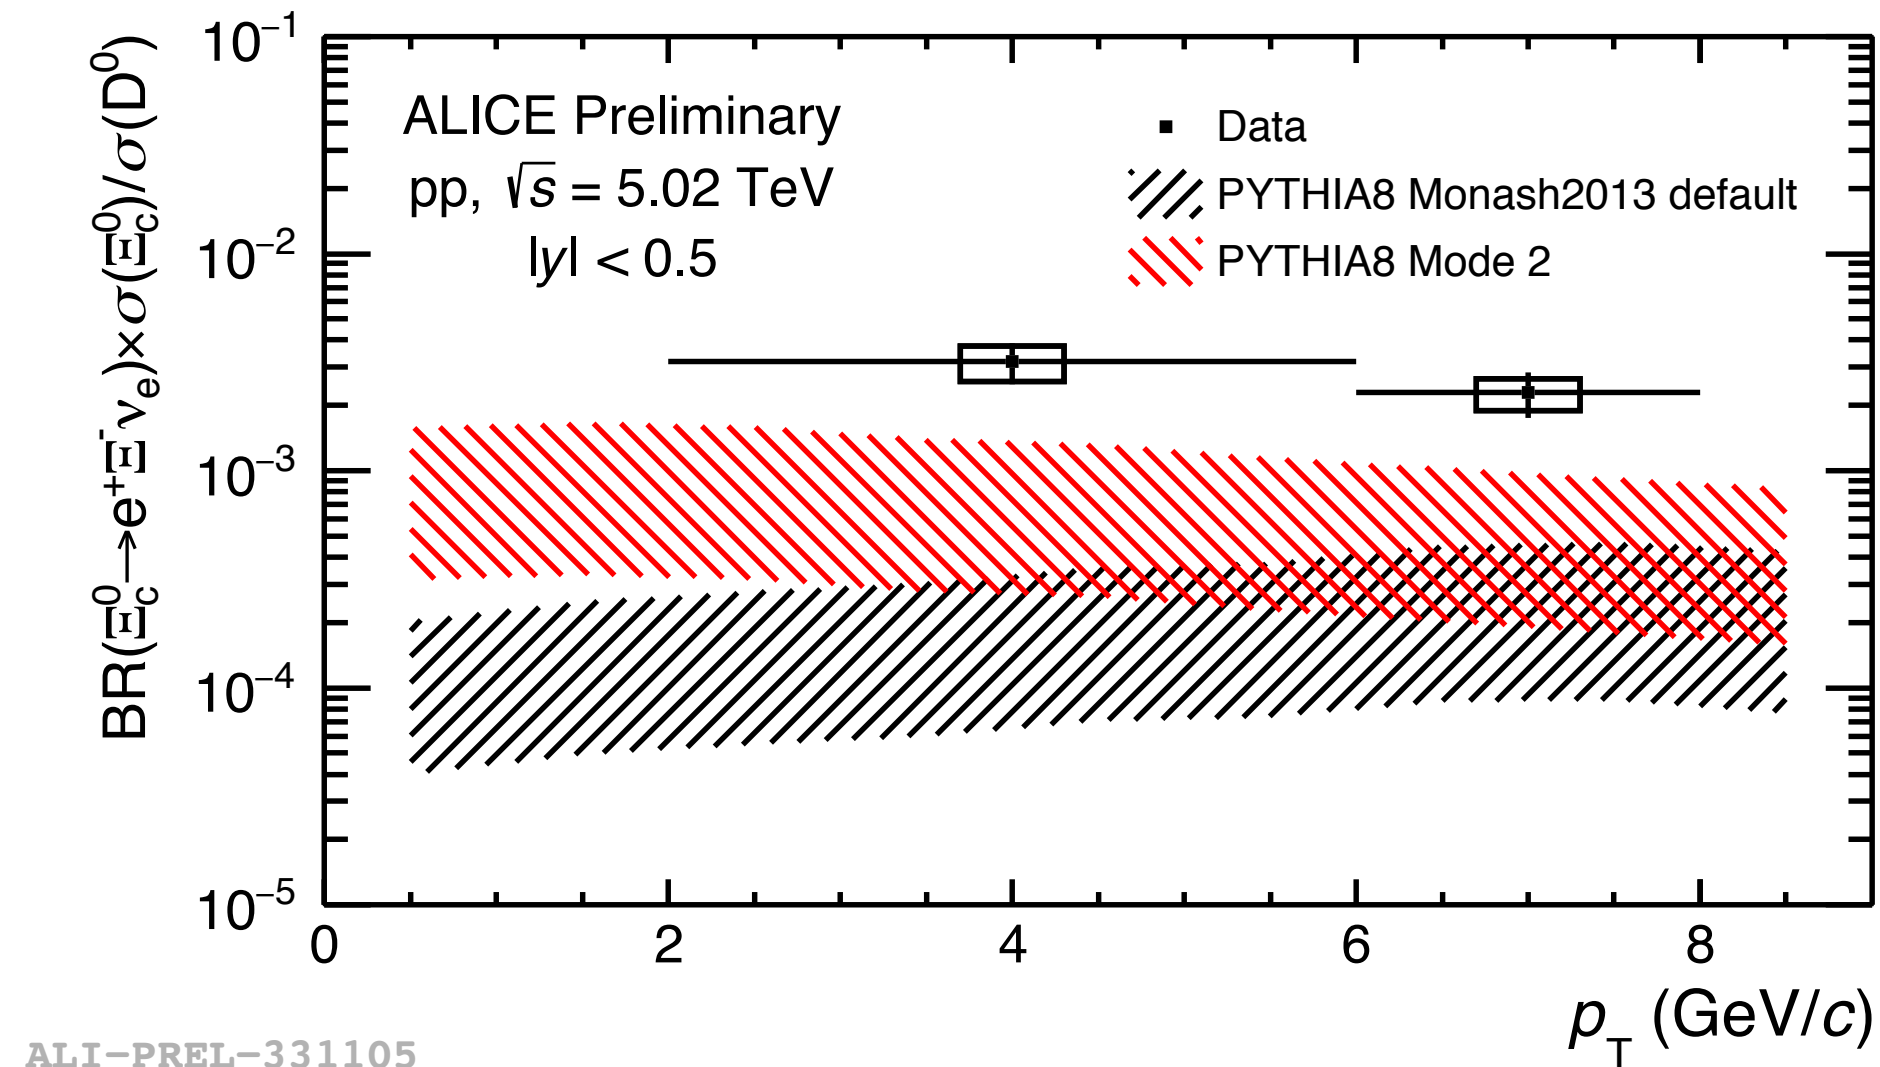 BR(Ξc0→e+Ξ-νe)×σ(Ξc0)/σ(D0)
10−1
10−2
10−3
10−4
10−5
ALICE Preliminary
pp, √s = 5.02 TeV
|y| < 0.5
Data
PYTHIA8 Monash2013 default
PYTHIA8 Mode 2
0 2 4 6 8
pT (GeV/c)
ALI−PREL−331105